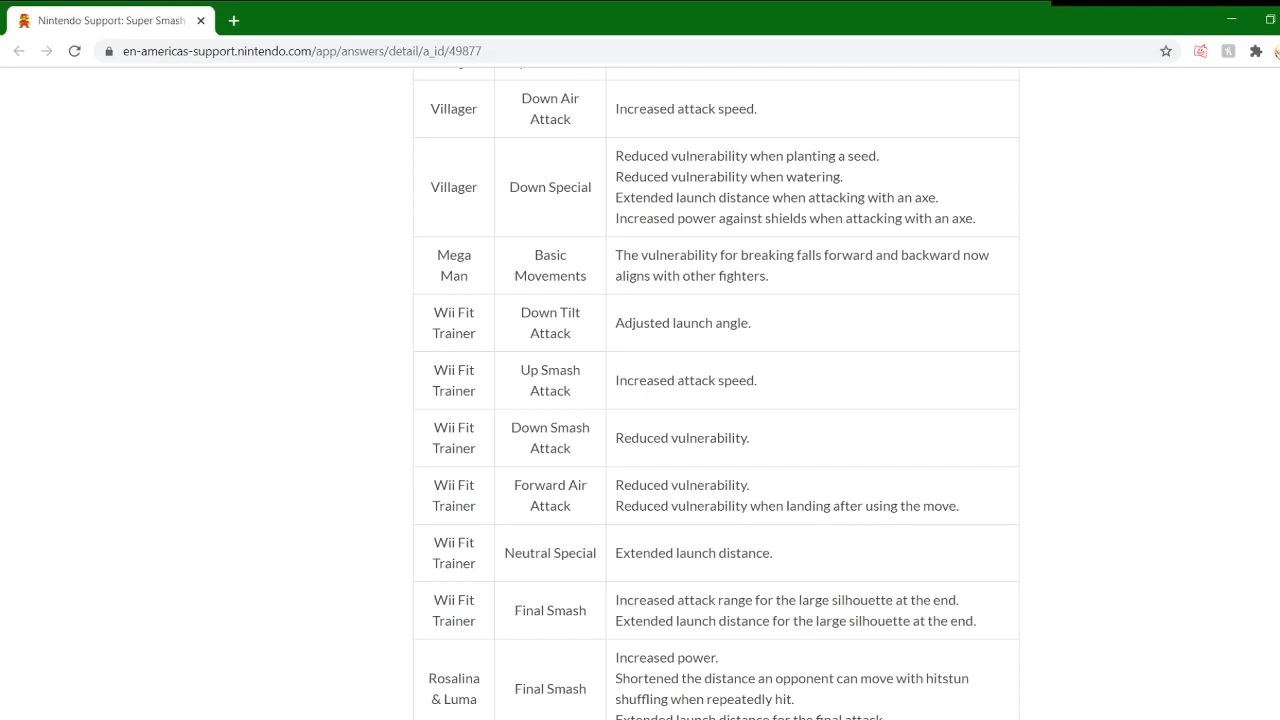 Nintendo Support: Super Smash
en-americas-support.nintendo.com/app/answers/detail/a_id/49877
Villager
Down Air
Attack
Increased attack speed.
Villager
Down Special
Reduced vulnerability when planting a seed.
Reduced vulnerability when watering.
Extended launch distance when attacking with an axe.
Increased power against shields when attacking with an axe.
Mega
Man
Basic
Movements
The vulnerability for breaking falls forward and backward now
aligns with other fighters.
Wii Fit
Trainer
Down Tilt
Attack
Adjusted launch angle.
Wii Fit
Trainer
Up Smash
Attack
Increased attack speed.
Wii Fit
Trainer
Down Smash
Attack
Reduced vulnerability.
Wii Fit
Trainer
Forward Air
Attack
Reduced vulnerability.
Reduced vulnerability when landing after using the move.
Wii Fit
Trainer
Neutral Special
Extended launch distance.
Wii Fit
Trainer
Final Smash
Increased attack range for the large silhouette at the end.
Extended launch distance for the large silhouette at the end.
Rosalina
& Luma
Final Smash
Increased power.
Shortened the distance an opponent can move with hitstun
shuffling when repeatedly hit.
Extended launch distance for the final attack.